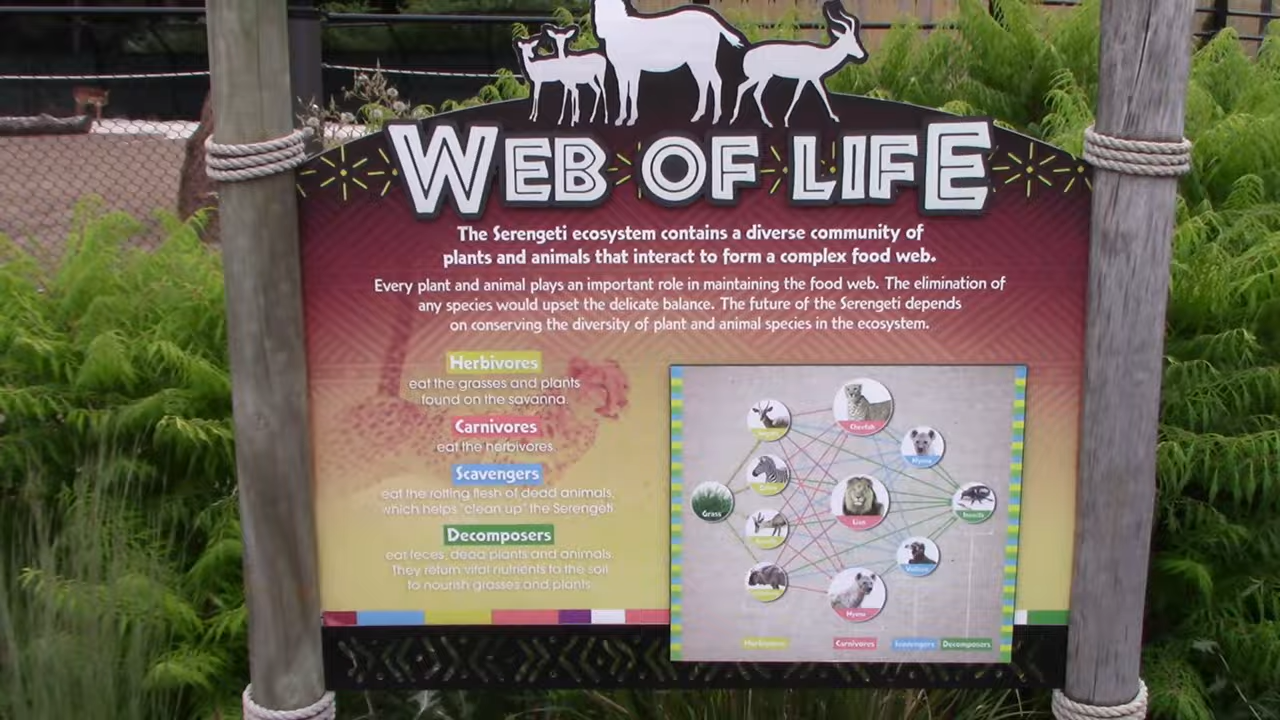 WEB OF LIFE
The Serengeti ecosystem contains a diverse community of
plants and animals that interact to form a complex food web.
Every plant and animal plays an important role in maintaining the food web. The elimination of
any species would upset the delicate balance. The future of the Serengeti depends
on conserving the diversity of plant and animal species in the ecosystem.
Herbivores
eat the grasses and plants
found on the savanna.
Carnivores
eat the herbivores.
Scavengers
eat the rotting flesh of dead animals,
which helps "clean up" the Serengeti.
Decomposers
eat feces, dead plants and animals.
They return vital nutrients to the soil
to nourish grasses and plants.
Cheetah
Hyena
Zebra
Grass
Lion
Insects
Vulture
Hyena
Herbivores
Carnivores
Scavengers
Decomposers